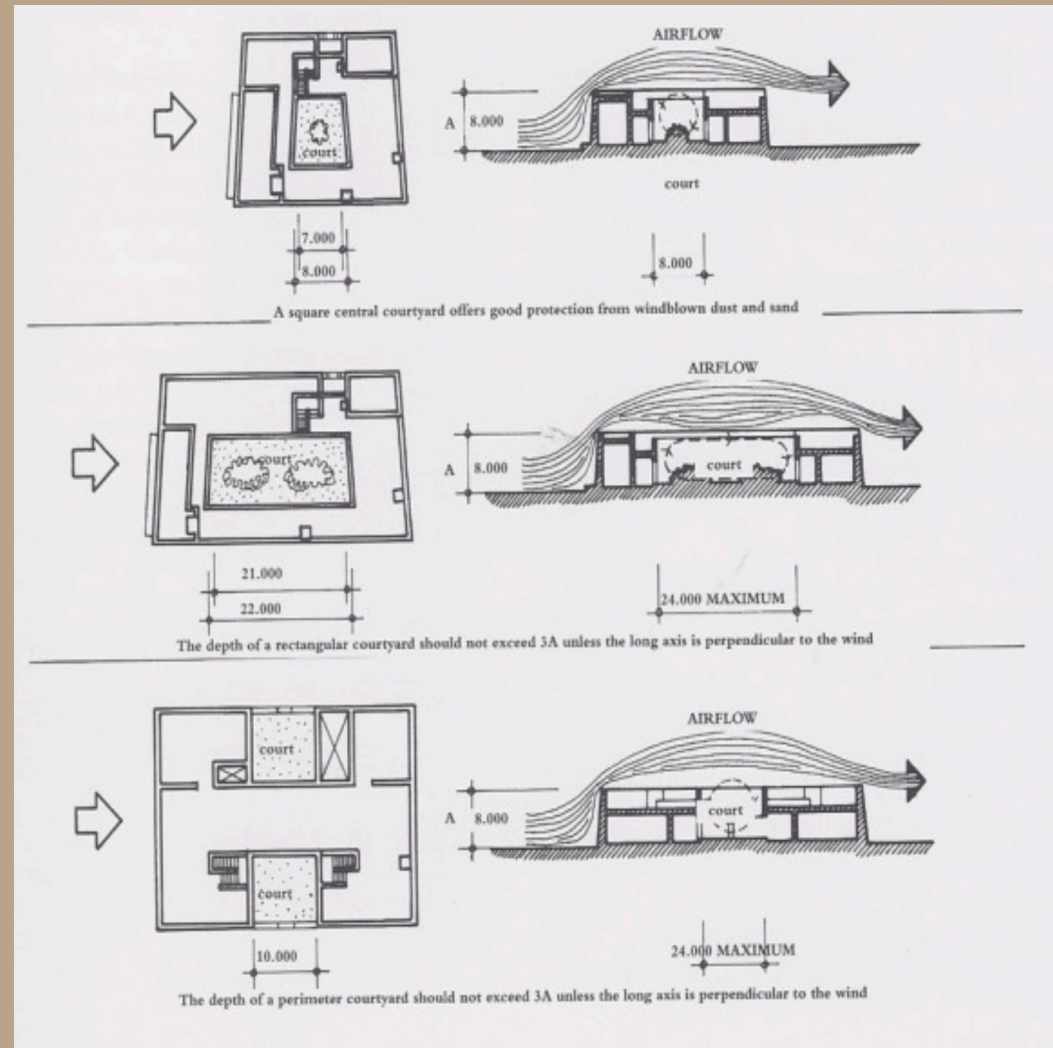 AIRFLOW
A 8.000
court
court
7.000
8.000
8.000
A square central courtyard offers good protection from windblown dust and sand
AIRFLOW
court
A 8.000
court
21.000
22.000
24.000 MAXIMUM
The depth of a rectangular courtyard should not exceed 3A unless the long axis is perpendicular to the wind
AIRFLOW
court
A 8.000
court
court
10.000
24.000 MAXIMUM
The depth of a perimeter courtyard should not exceed 3A unless the long axis is perpendicular to the wind